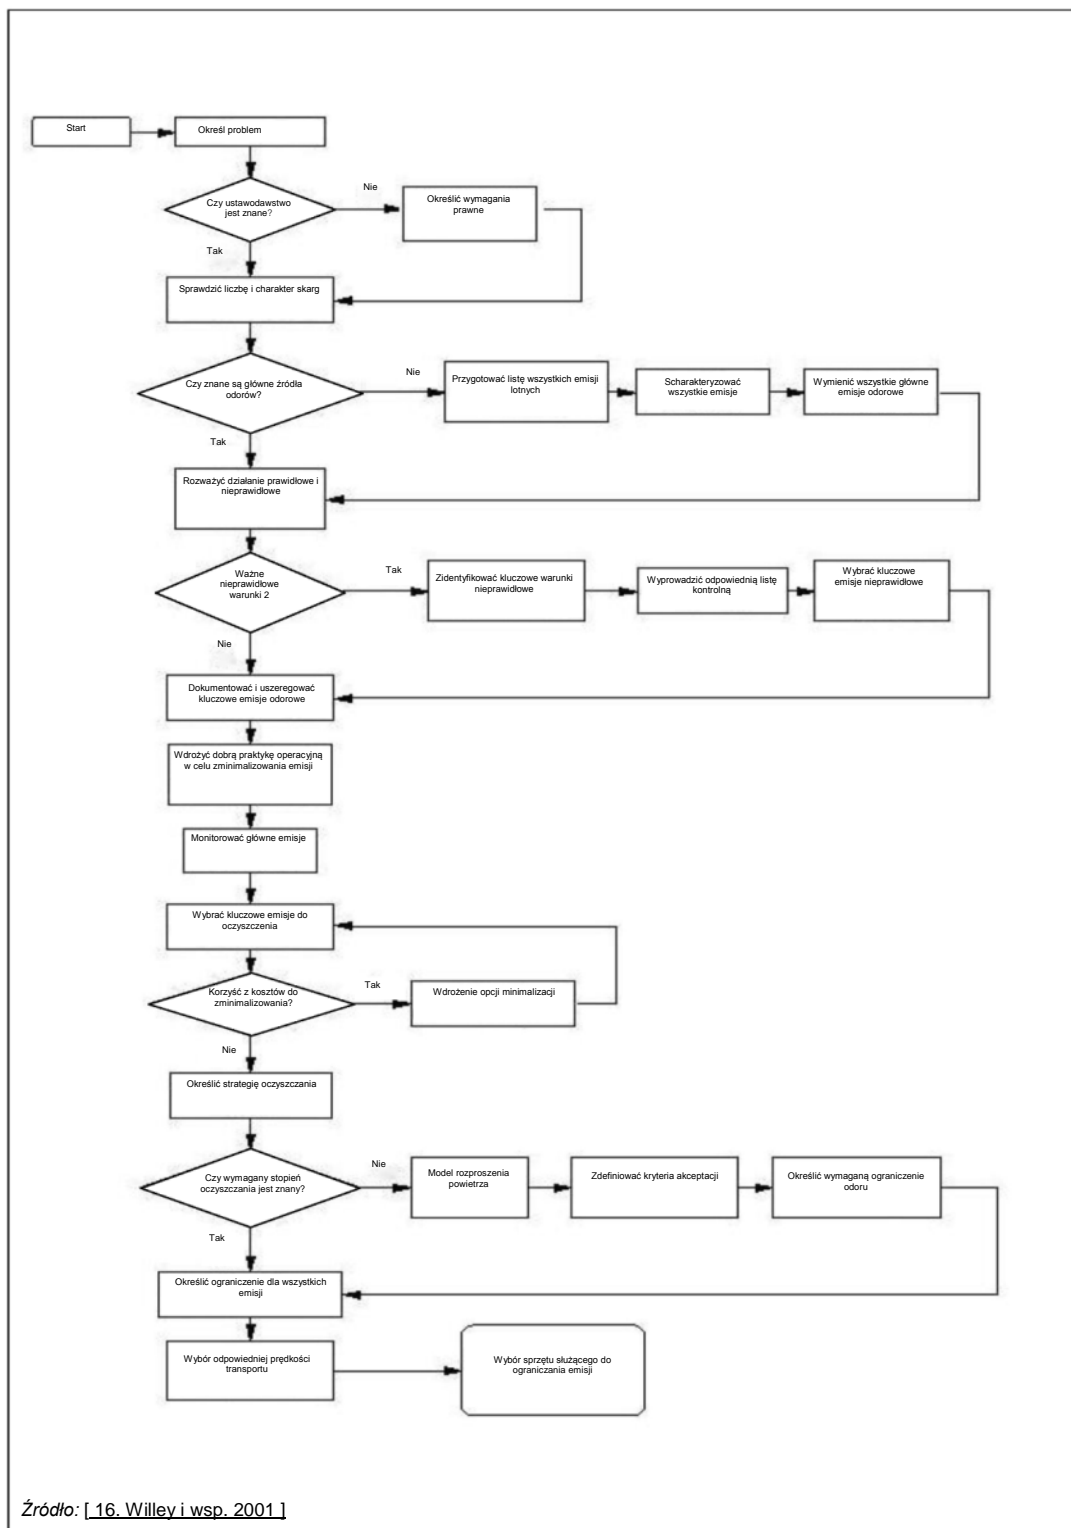 Start
Określ problem
Czy ustawodawstwo
jest znane?
Nie
Określić wymagania
prawne
Tak
Sprawdzić liczbę i charakter skarg
Czy znane są główne źródła
odorów?
Nie
Przygotować listę wszystkich emisji
lotnych
Scharakteryzować
wszystkie emisje
Wymienić wszystkie główne
emisje odorowe
Tak
Rozważyć działanie prawidłowe i
nieprawidłowe
Ważne
nieprawidłowe
warunki 2
Tak
Zidentyfikować kluczowe warunki
nieprawidłowe
Wyprowadzić odpowiednią listę
kontrolną
Wybrać kluczowe
emisje nieprawidłowe
Nie
Dokumentować i uszeregować
kluczowe emisje odorowe
Wdrożyć dobrą praktykę operacyjną
w celu zminimalizowania emisji
Monitorować główne emisje
Wybrać kluczowe emisje do
oczyszczenia
Korzyść z kosztów do
zminimalizowania?
Tak
Wdrożenie opcji minimalizacji
Nie
Określić strategię oczyszczania
Czy wymagany stopień
oczyszczania jest znany?
Nie
Model rozproszenia
powietrza
Zdefiniować kryteria akceptacji
Określić wymaganą ograniczenie
odoru
Tak
Określić ograniczenie dla wszystkich
emisji
Wybór odpowiedniej prędkości
transportu
Wybór sprzętu służącego do
ograniczania emisji
Źródło: [ 16. Willey i wsp. 2001 ]